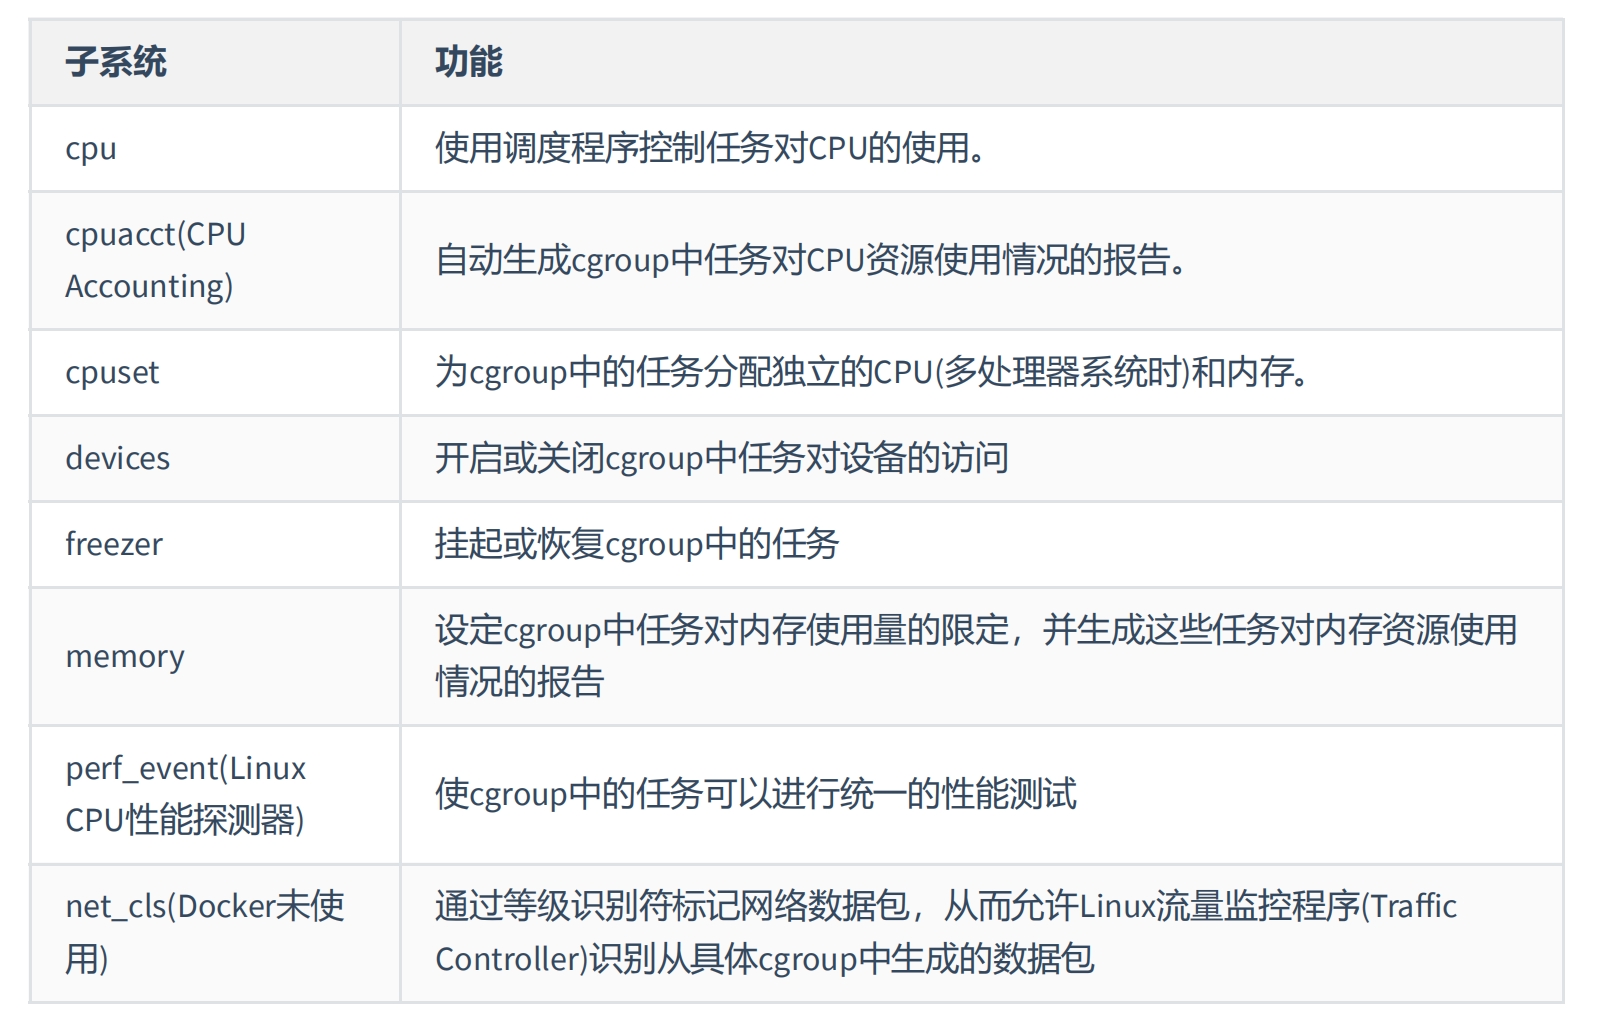 子系统
功能
cpu
使用调度程序控制任务对CPU的使用。
cpuacct(CPU
Accounting)
自动生成cgroup中任务对CPU资源使用情况的报告。
cpuset
为cgroup中的任务分配独立的CPU(多处理器系统时)和内存。
devices
开启或关闭cgroup中任务对设备的访问
freezer
挂起或恢复cgroup中的任务
memory
设定cgroup中任务对内存使用量的限定，并生成这些任务对内存资源使用
情况的报告
perf_event(Linux
CPU性能探测器)
使cgroup中的任务可以进行统一的性能测试
net_cls(Docker未使
用)
通过等级识别符标记网络数据包，从而允许Linux流量监控程序(Traffic
Controller)识别从具体cgroup中生成的数据包